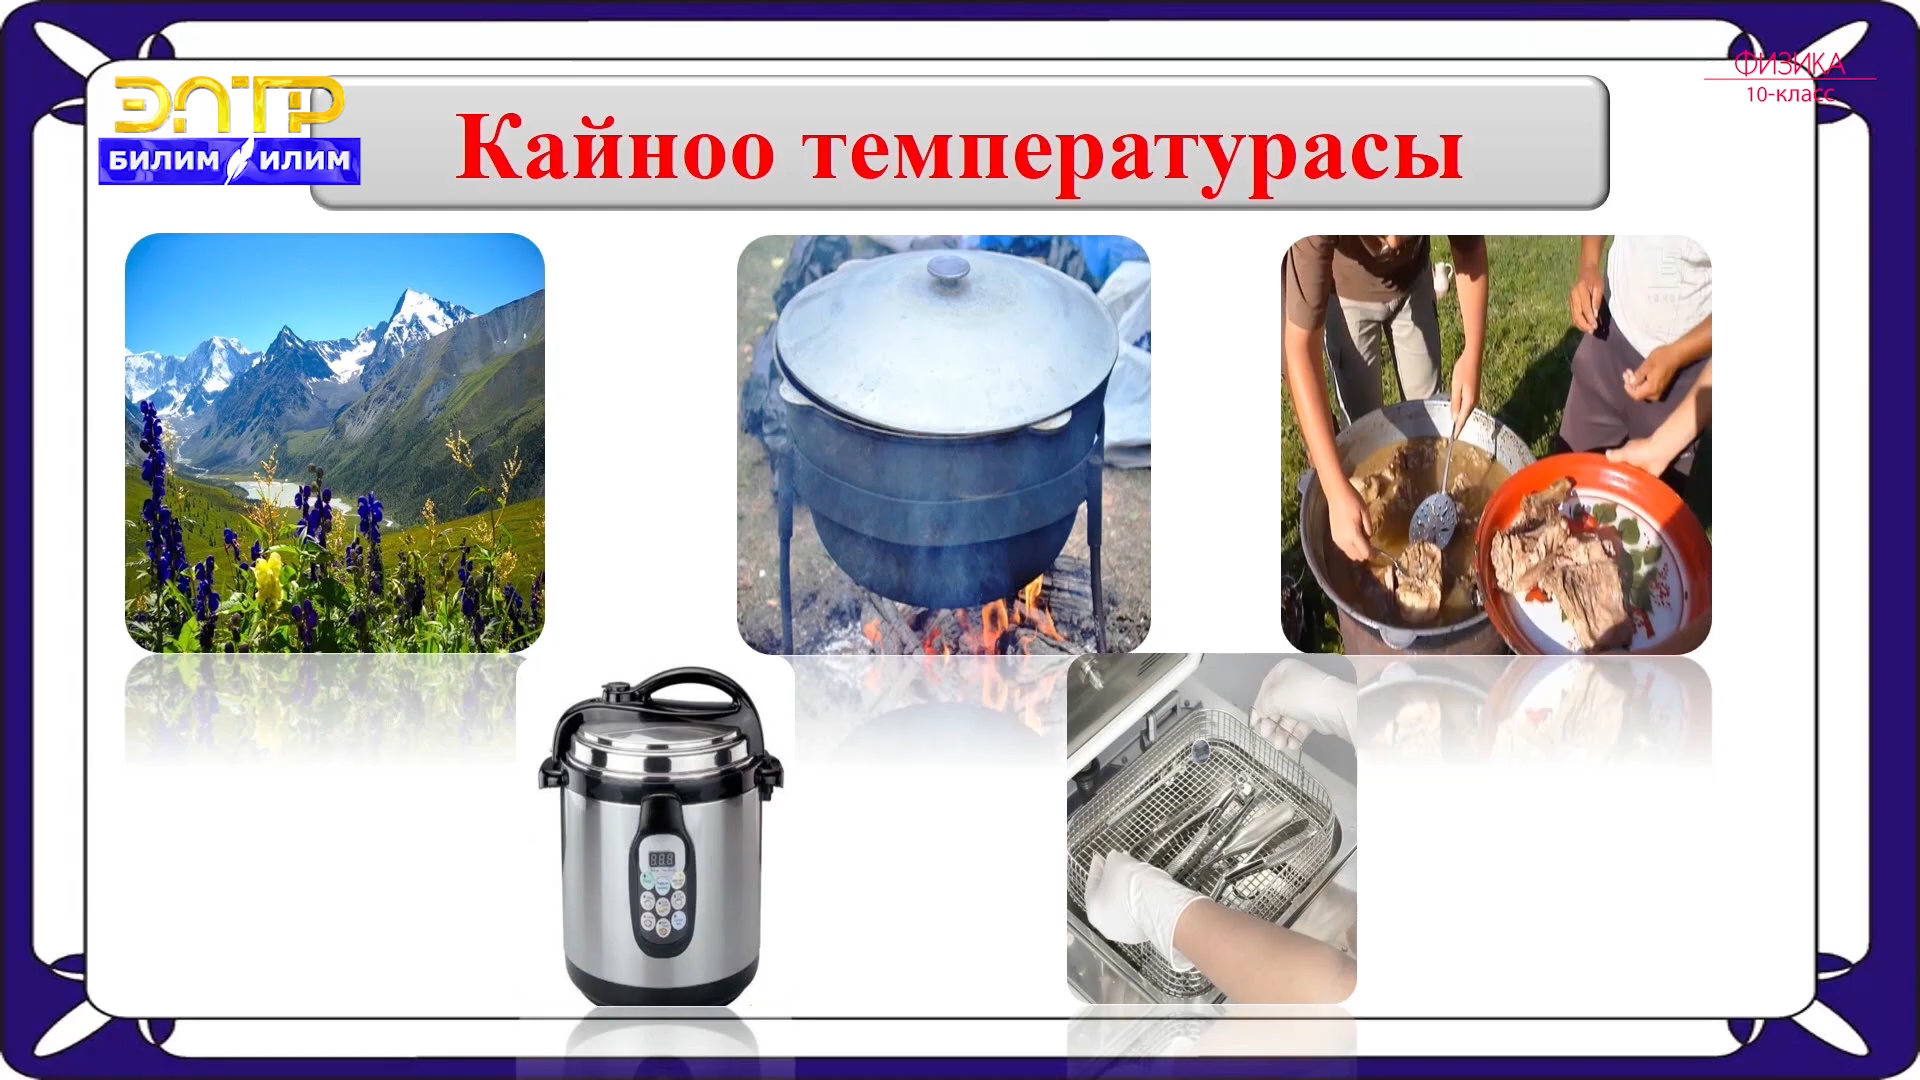 ЭЛТР
БИЛИМ ИЛИМ
Кайноо температурасы
ФИЗИКА
10-класс